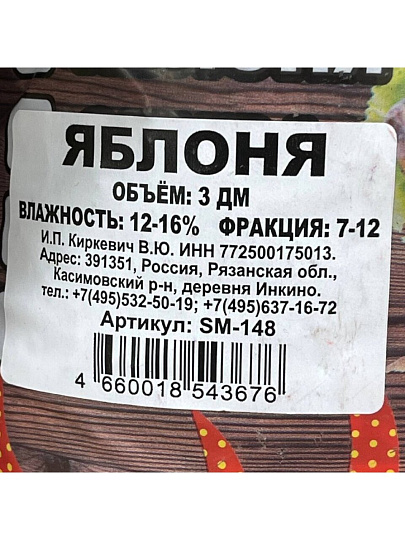 ЯБЛОНЯ
ОБЪЁМ: 3 ДМ
ВЛАЖНОСТЬ: 12-16% ФРАКЦИЯ: 7-12
И.П. Киркевич В.Ю. ИНН 772500175013.
Адрес: 391351, Россия, Рязанская обл.,
Касимовский р-н, деревня Инкино.
тел.: +7(495)532-50-19; +7(495)637-16-72
Артикул: SM-148
4 660018 543676